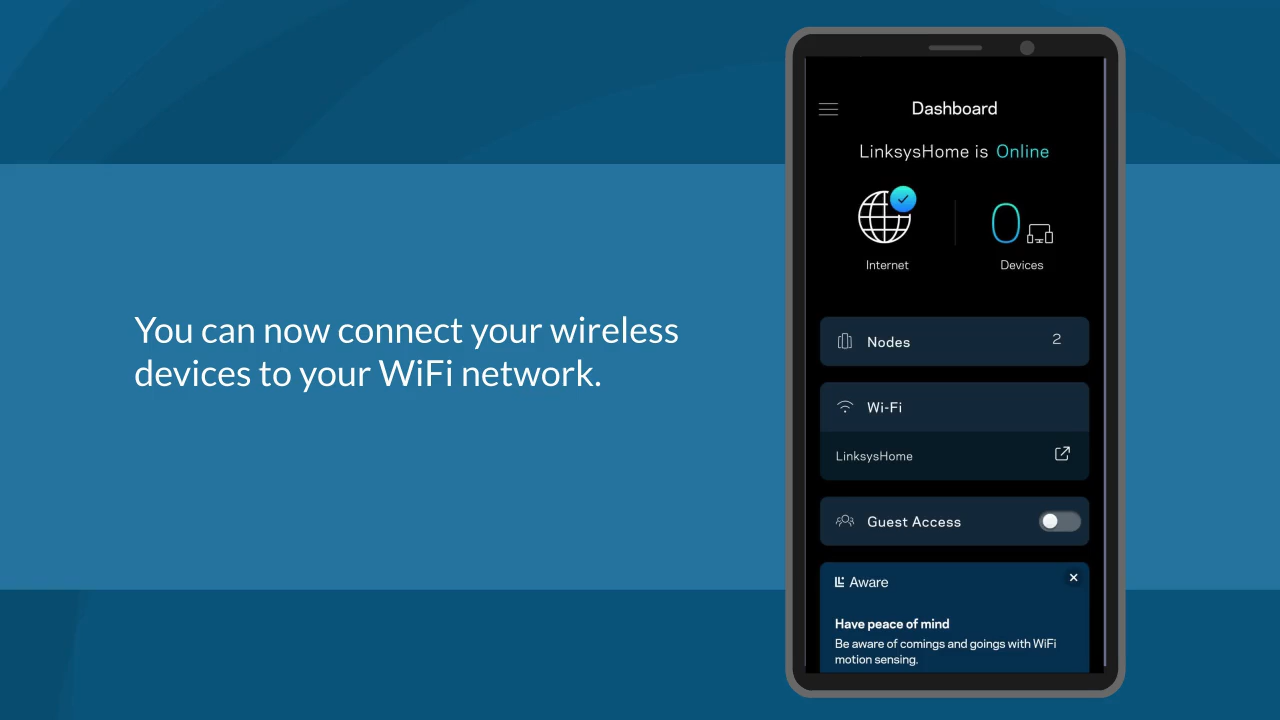 You can now connect your wireless
devices to your WiFi network.
Dashboard
LinksysHome is Online
0
Internet
Devices
Nodes 2
Wi-Fi
LinksysHome
Guest Access
Aware
Have peace of mind
Be aware of comings and goings with WiFi
motion sensing.